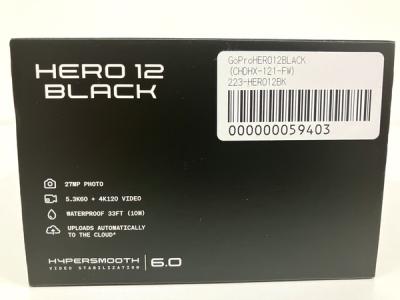 HERO 12
BLACK
GoProHERO12BLACK
(CHDHX-121-FW)
223-HERO12BK
000000059403
27MP PHOTO
5.3K60 + 4K120 VIDEO
WATERPROOF 33FT (10M)
UPLOADS AUTOMATICALLY
TO THE CLOUD*
HYPERSMOOTH 6.0
VIDEO STABILIZATION